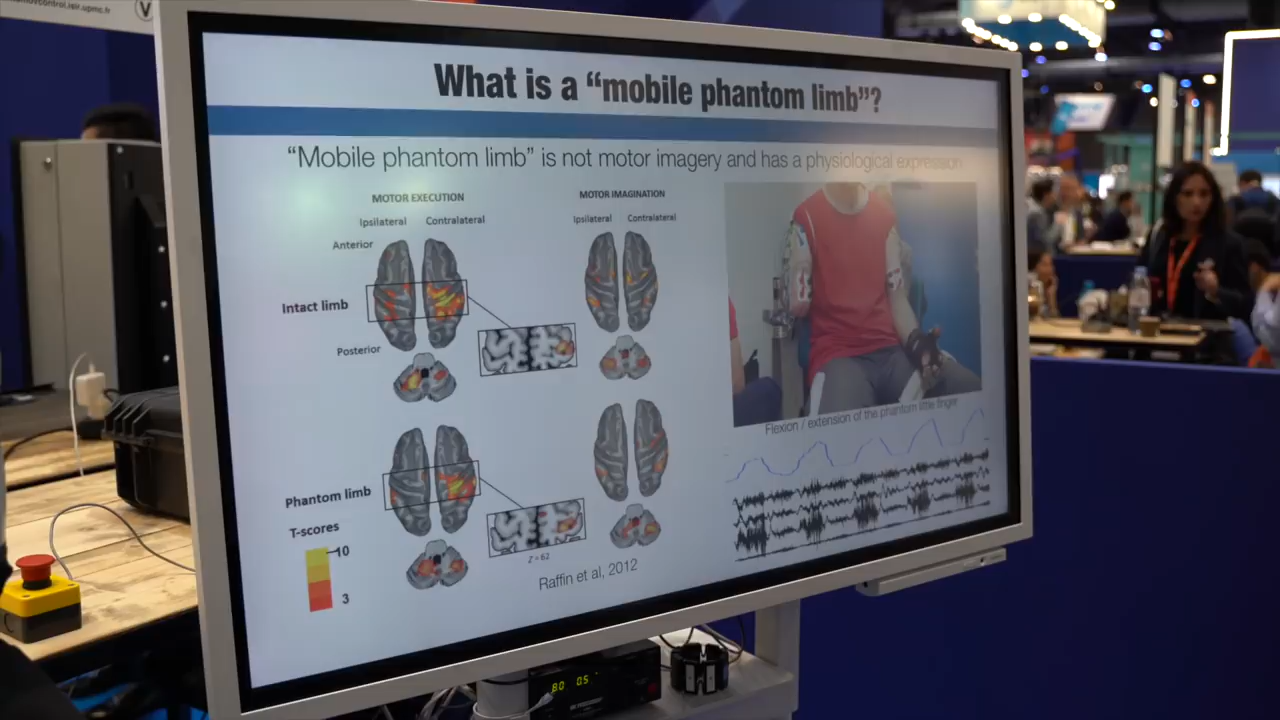 What is a “mobile phantom limb”?
“Mobile phantom limb” is not motor imagery and has a physiological expression
MOTOR EXECUTION
MOTOR IMAGINATION
Ipsilateral
Contralateral
Ipsilateral
Contralateral
Anterior
Intact limb
Posterior
Flexion / extension of the phantom little finger
Phantom limb
T-scores
10
3
Z = 62
Raffin et al, 2012
80 05